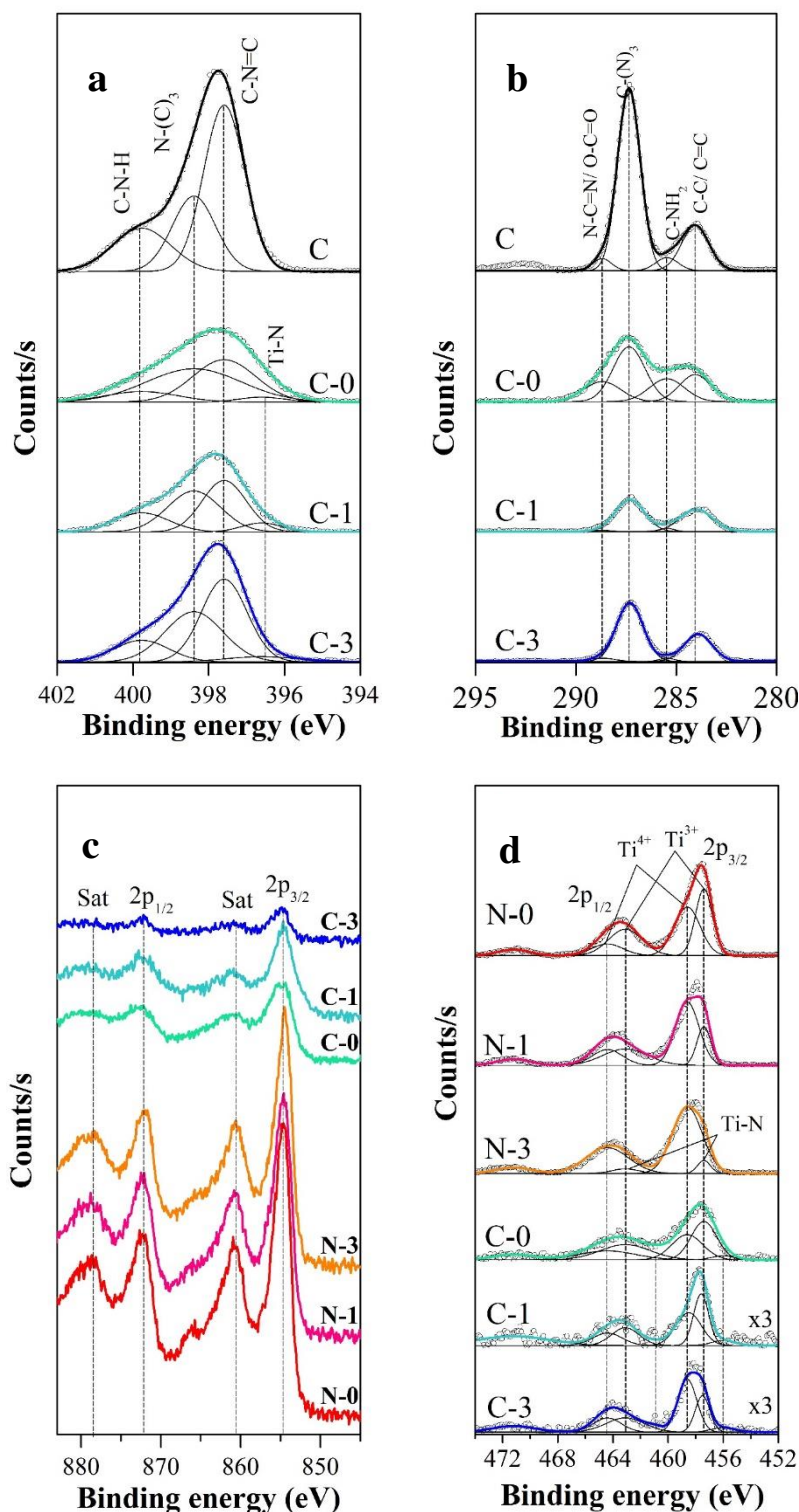 a
C-N-H
N-(C)3
C-N=C
C
Ti-N
C-0
C-1
C-3
402 400 398 396 394
Binding energy (eV)
Counts/s
b
N-C=N/ O-C=O
C-(N)3
C-NH2
C-C/ C=C
C
C-0
C-1
C-3
295 290 285 280
Binding energy (eV)
Counts/s
c
Sat 2p1/2 Sat 2p3/2
C-3
C-1
C-0
N-3
N-1
N-0
880 870 860 850
Binding energy (eV)
Counts/s
d
Ti4+ Ti3+
2p1/2 2p3/2
N-0
N-1
N-3
Ti-N
C-0
C-1 x3
C-3 x3
472 468 464 460 456 452
Binding energy (eV)
Counts/s